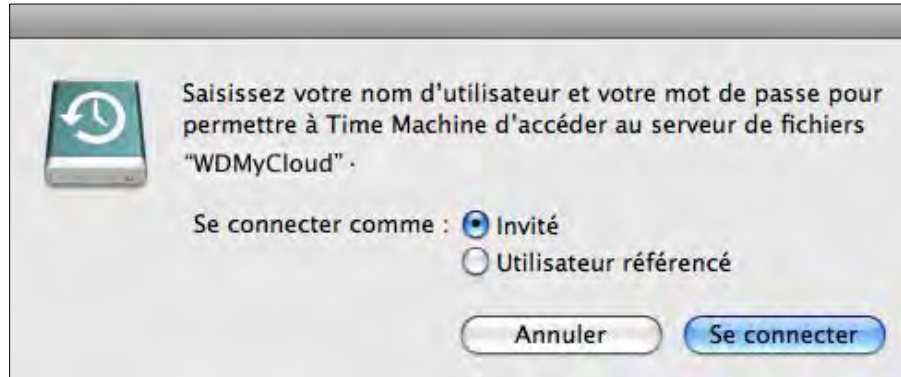 Saisissez votre nom d'utilisateur et votre mot de passe pour
permettre à Time Machine d'accéder au serveur de fichiers
“WDMyCloud” .
Se connecter comme : Invité
Utilisateur référencé
Annuler Se connecter